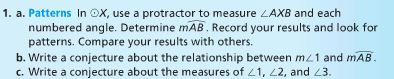 1. a. Patterns In ⊙X, use a protractor to measure ∠AXB and each
numbered angle. Determine mA͡B. Record your results and look for
patterns. Compare your results with others.
b. Write a conjecture about the relationship between m∠1 and mA͡B.
c. Write a conjecture about the measures of ∠1, ∠2, and ∠3.